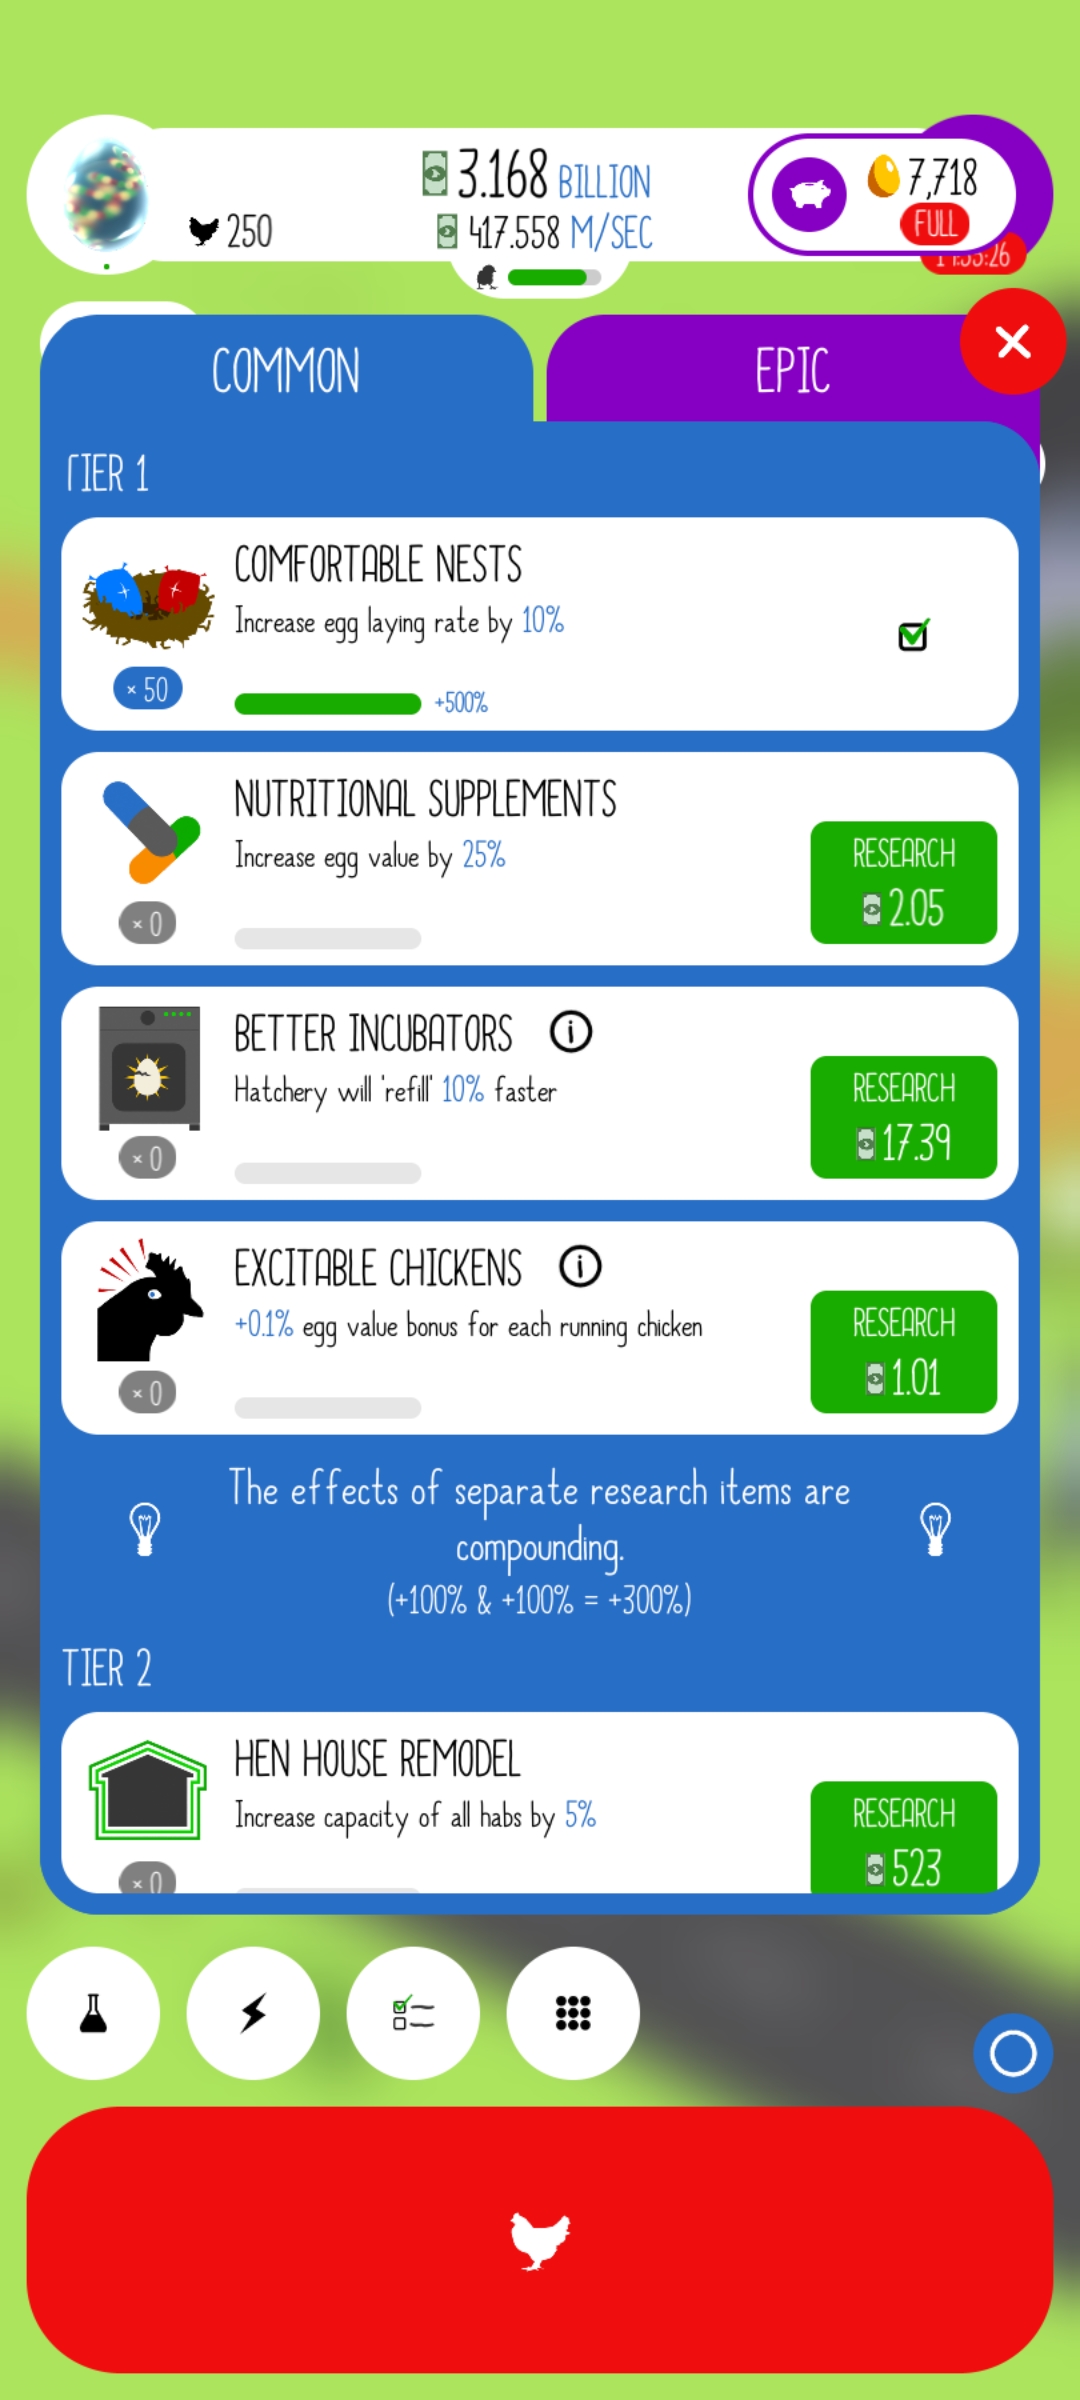 3.168 BILLION
250
417.558 M/SEC
7,718
FULL
COMMON
EPIC
TIER 1
COMFORTABLE NESTS
Increase egg laying rate by 10%
× 50
+500%
NUTRITIONAL SUPPLEMENTS
Increase egg value by 25%
RESEARCH
2.05
× 0
BETTER INCUBATORS
Hatchery will 'refill' 10% faster
RESEARCH
17.39
× 0
EXCITABLE CHICKENS
+0.1% egg value bonus for each running chicken
RESEARCH
1.01
× 0
The effects of separate research items are
compounding.
(+100% & +100% = +300%)
TIER 2
HEN HOUSE REMODEL
Increase capacity of all habs by 5%
RESEARCH
523
× 0